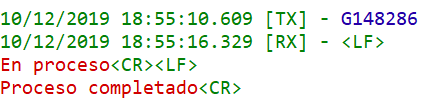 10/12/2019 18:55:10.609 [TX] - G148286
10/12/2019 18:55:16.329 [RX] - <LF>
En proceso<CR><LF>
Proceso completado<CR>